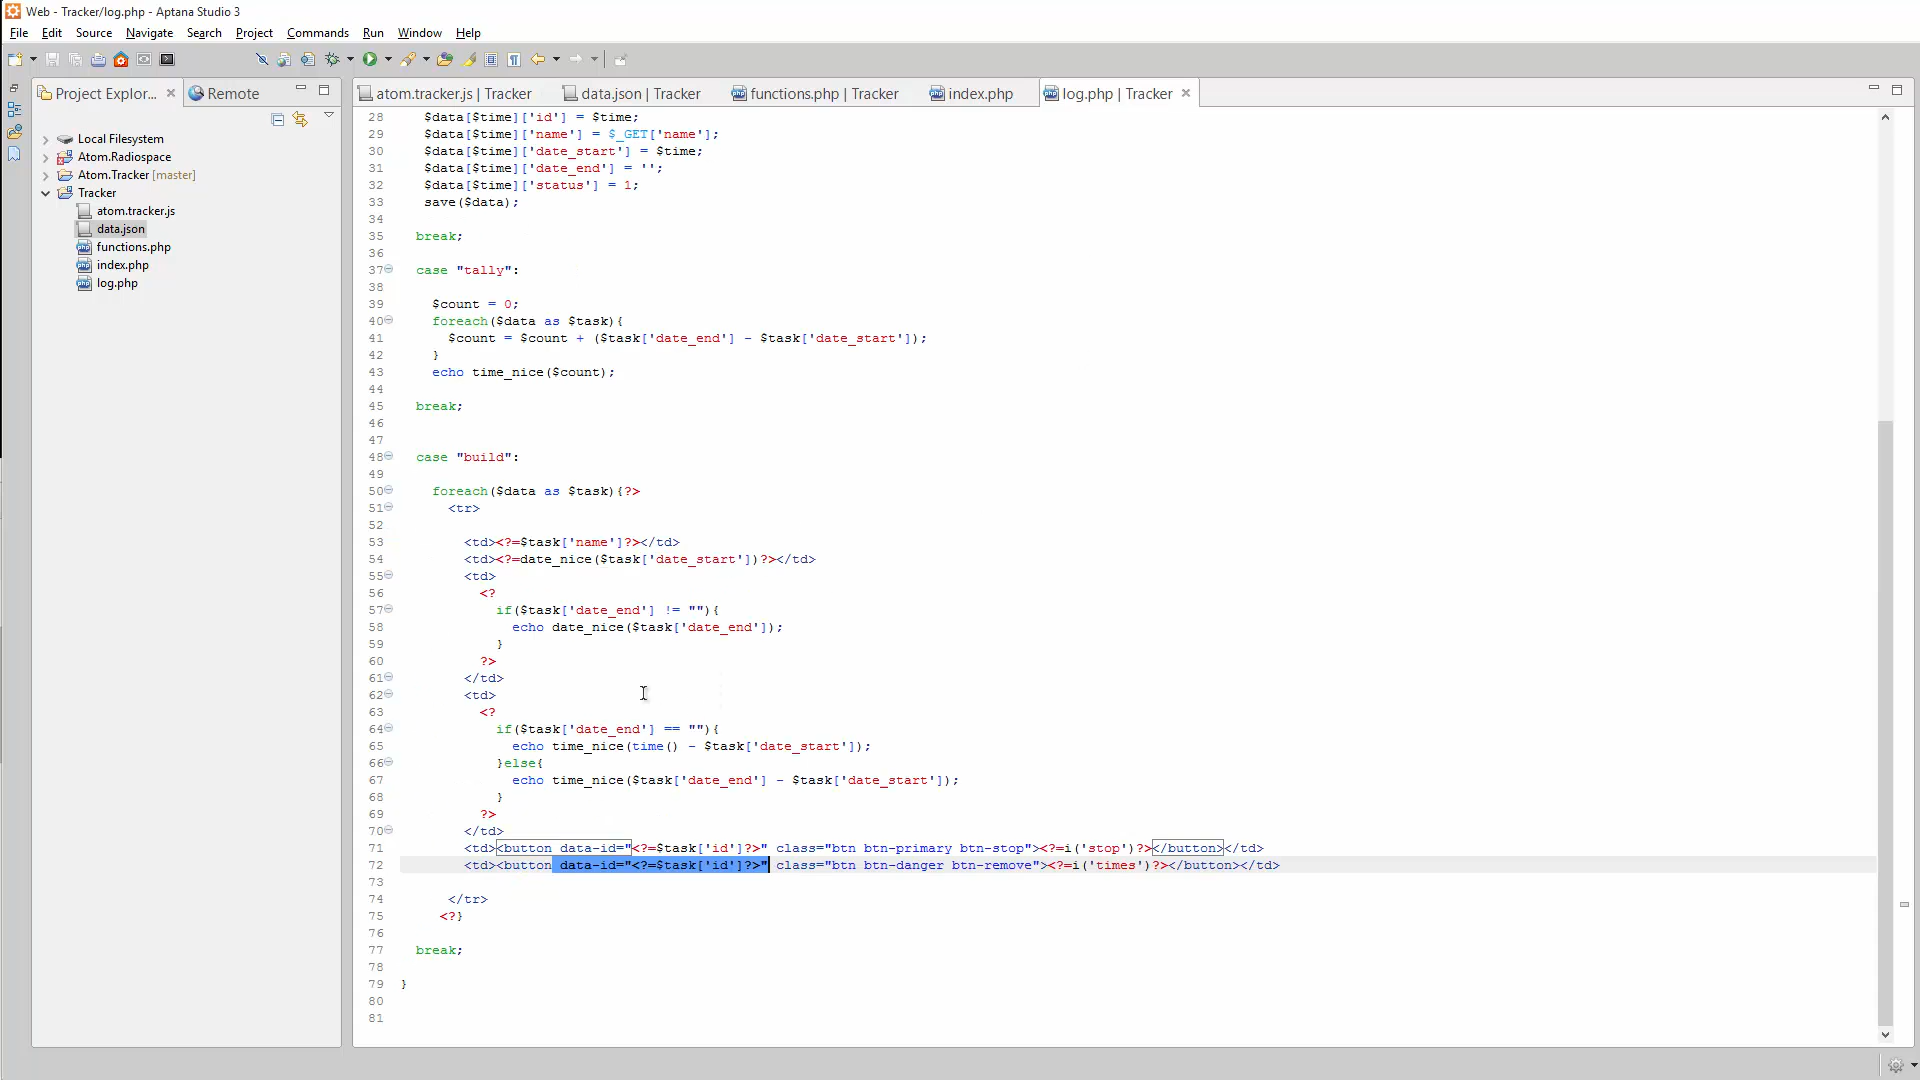 Web - Tracker/log.php - Aptana Studio 3
File Edit Source Navigate Search Project Commands Run Window Help
Project Explor... Remote
atom.tracker.js | Tracker data.json | Tracker functions.php | Tracker index.php log.php | Tracker
Local Filesystem
Atom.Radiospace
Atom.Tracker [master]
Tracker
atom.tracker.js
data.json
functions.php
index.php
log.php
28 $data[$time]['id'] = $time;
29 $data[$time]['name'] = $_GET['name'];
30 $data[$time]['date_start'] = $time;
31 $data[$time]['date_end'] = '';
32 $data[$time]['status'] = 1;
33 save($data);
34
35 break;
36
37 case "tally":
38
39 $count = 0;
40 foreach($data as $task){
41 $count = $count + ($task['date_end'] - $task['date_start']);
42 }
43 echo time_nice($count);
44
45 break;
46
47
48 case "build":
49
50 foreach($data as $task){?>
51 <tr>
52
53 <td><?=$task['name']?></td>
54 <td><?=date_nice($task['date_start'])?></td>
55 <td>
56 <?
57 if($task['date_end'] != ""){
58 echo date_nice($task['date_end']);
59 }
60 ?>
61 </td>
62 <td>
63 <?
64 if($task['date_end'] == ""){
65 echo time_nice(time() - $task['date_start']);
66 }else{
67 echo time_nice($task['date_end'] - $task['date_start']);
68 }
69 ?>
70 </td>
71 <td><button data-id="<?=$task['id']?>" class="btn btn-primary btn-stop"><?=i('stop')?></button></td>
72 <td><button data-id="<?=$task['id']?>" class="btn btn-danger btn-remove"><?=i('times')?></button></td>
73
74 </tr>
75 <?}
76
77 break;
78
79 }
80
81